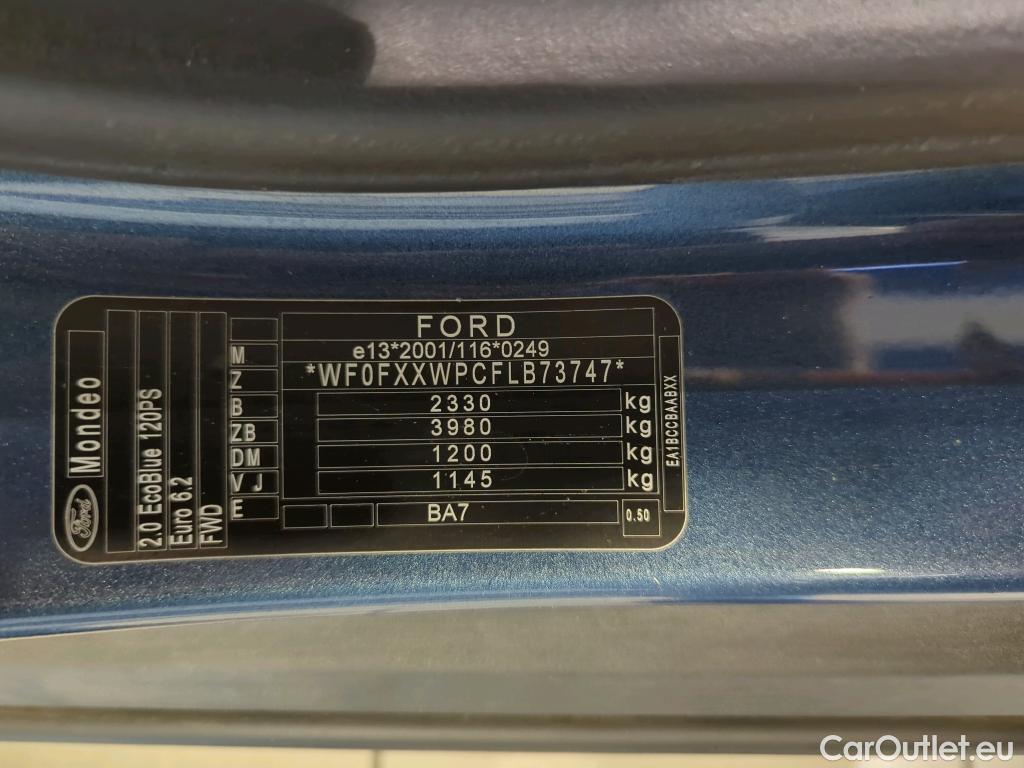 FORD
e13*2001/116*0249
*WF0FXXWPCFLB73747*
2330 kg
3980 kg
1200 kg
1145 kg
BA7
0.50
M
Z
B
ZB
DM
VJ
E
Mondeo
Ford
2.0 EcoBlue 120PS
Euro 6.2
FWD
EA1BCCBAABXX
CarOutlet.eu